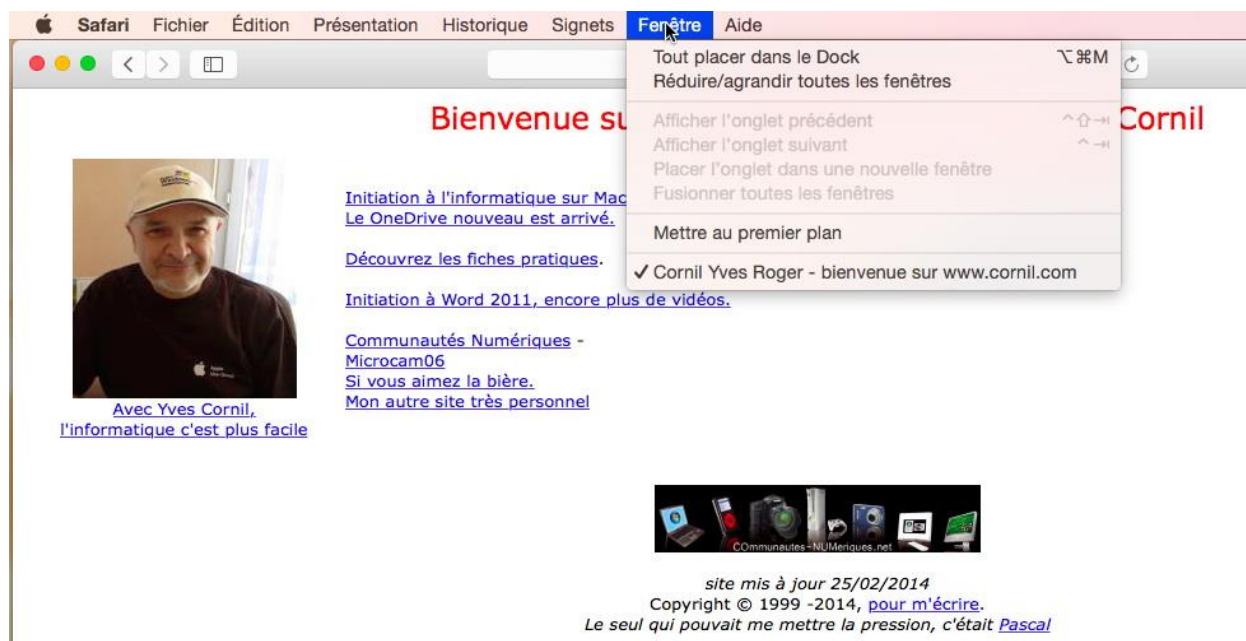 Safari Fichier Édition Présentation Historique Signets Fenêtre Aide
Tout placer dans le Dock ⌥⌘M
Réduire/agrandir toutes les fenêtres
Afficher l'onglet précédent ^⇧⇥
Afficher l'onglet suivant ^⇥
Placer l'onglet dans une nouvelle fenêtre
Fusionner toutes les fenêtres
Mettre au premier plan
✓ Cornil Yves Roger - bienvenue sur www.cornil.com
Bienvenue su Cornil
Initiation à l'informatique sur Mac
Le OneDrive nouveau est arrivé.
Découvrez les fiches pratiques.
Initiation à Word 2011, encore plus de vidéos.
Communautés Numériques -
Microcam06
Si vous aimez la bière.
Mon autre site très personnel
Avec Yves Cornil,
l'informatique c'est plus facile
COmmunautes-NUMeriques.net
site mis à jour 25/02/2014
Copyright © 1999 -2014, pour m'écrire.
Le seul qui pouvait me mettre la pression, c'était Pascal